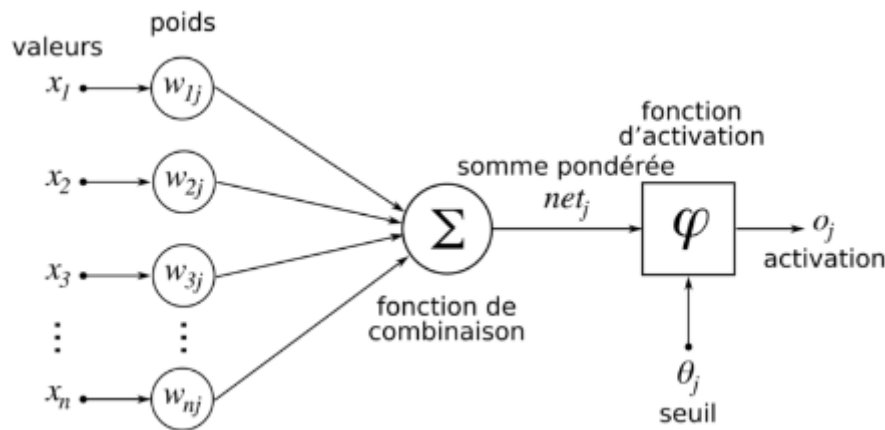 poids
valeurs
x₁
w₁ⱼ
x₂
w₂ⱼ
x₃
w₃ⱼ
⋮ ⋮
xₙ
wₙⱼ
Σ
fonction de
combinaison
somme pondérée
netⱼ
fonction
d'activation
φ
oⱼ
activation
θⱼ
seuil